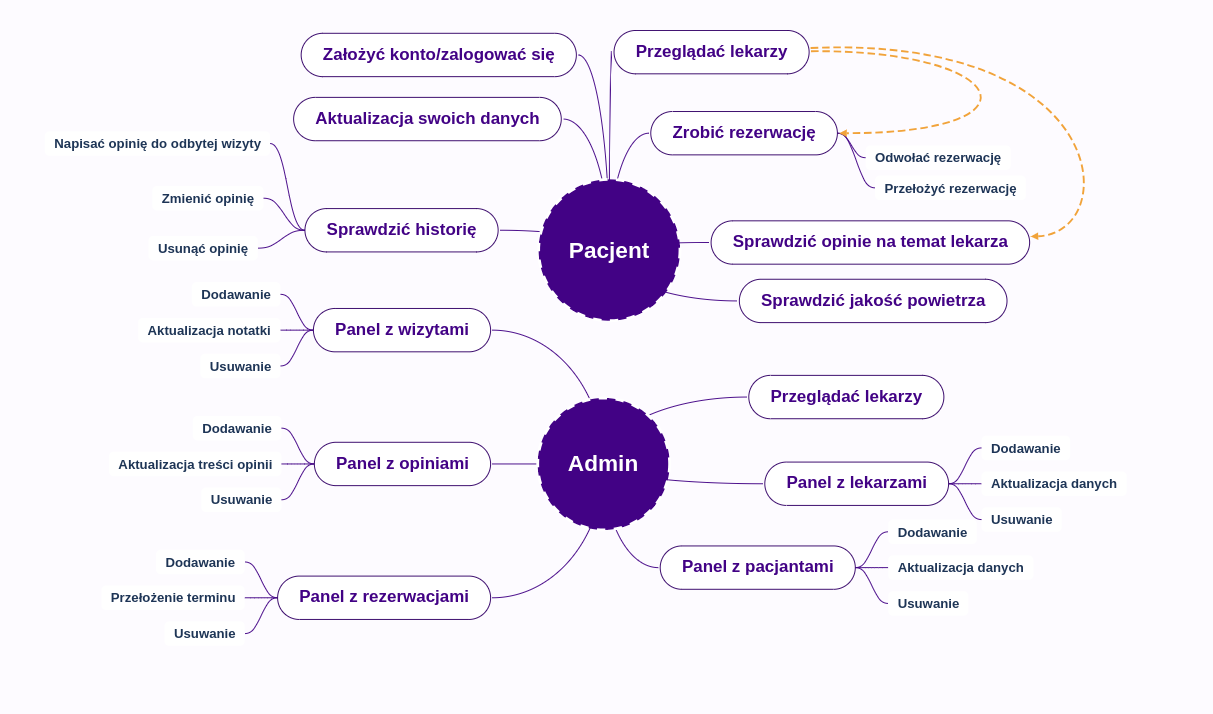 Założyć konto/zalogować się
Przeglądać lekarzy
Aktualizacja swoich danych
Zrobić rezerwację
Odwołać rezerwację
Przełożyć rezerwację
Napisać opinię do odbytej wizyty
Zmienić opinię
Usunąć opinię
Sprawdzić historię
Pacjent
Sprawdzić opinie na temat lekarza
Sprawdzić jakość powietrza
Dodawanie
Aktualizacja notatki
Usuwanie
Panel z wizytami
Przeglądać lekarzy
Dodawanie
Aktualizacja treści opinii
Usuwanie
Panel z opiniami
Admin
Panel z lekarzami
Dodawanie
Aktualizacja danych
Usuwanie
Panel z pacjantami
Dodawanie
Aktualizacja danych
Usuwanie
Dodawanie
Przełożenie terminu
Usuwanie
Panel z rezerwacjami